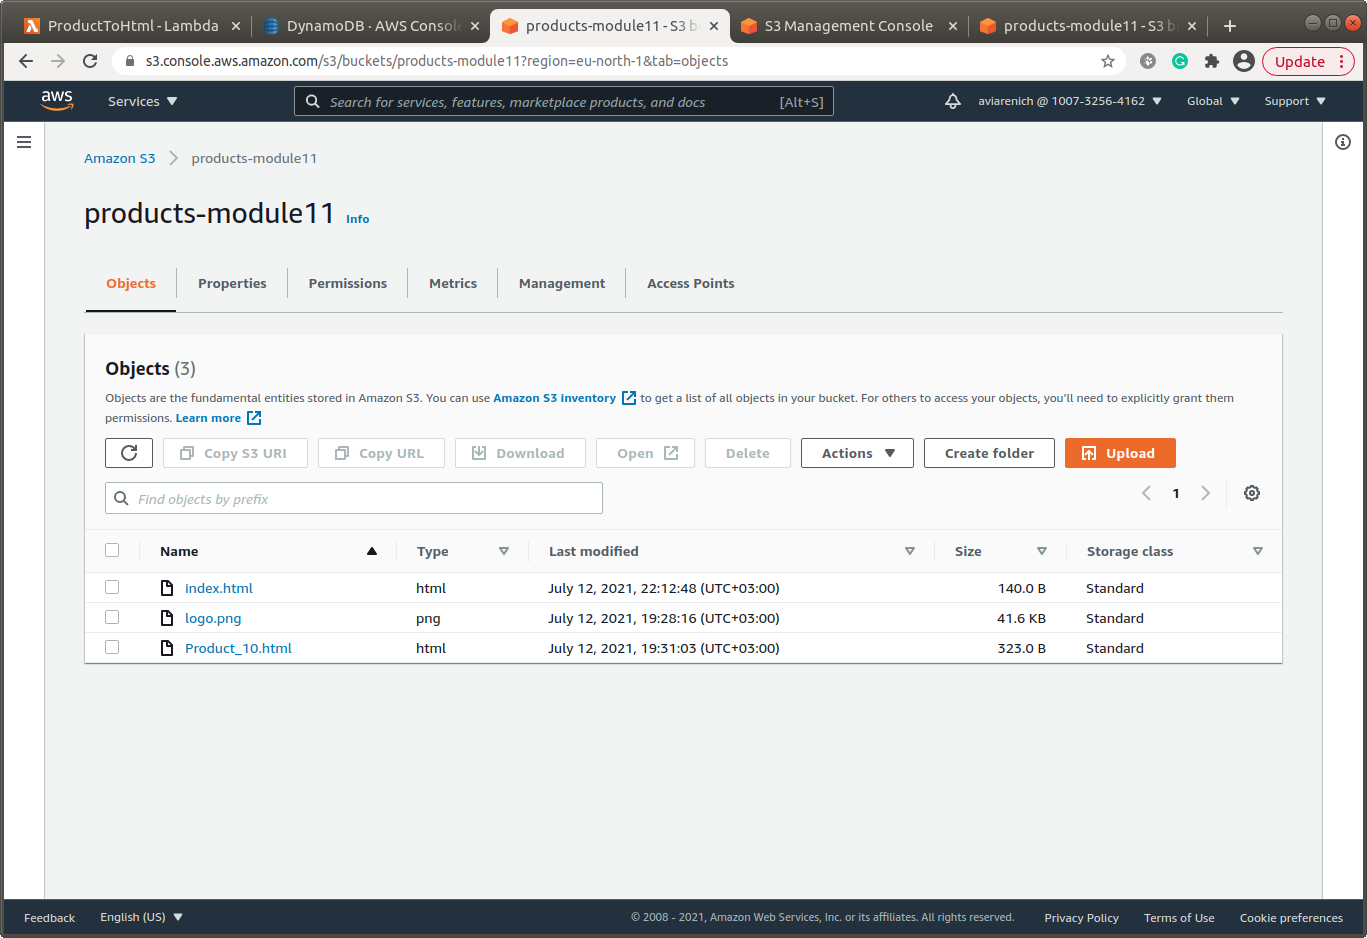 ProductToHtml - Lambda
DynamoDB · AWS Conso
products-module11 - S3 b
S3 Management Console
products-module11 - S3 b
s3.console.aws.amazon.com/s3/buckets/products-module11?region=eu-north-1&tab=objects
Update
aws
Services
Search for services, features, marketplace products, and docs
[Alt+S]
aviarenich @ 1007-3256-4162
Global
Support
Amazon S3
products-module11
products-module11 Info
Objects
Properties
Permissions
Metrics
Management
Access Points
Objects (3)
Objects are the fundamental entities stored in Amazon S3. You can use Amazon S3 inventory to get a list of all objects in your bucket. For others to access your objects, you'll need to explicitly grant them
permissions. Learn more
Copy S3 URI
Copy URL
Download
Open
Delete
Actions
Create folder
Upload
Find objects by prefix
1
Name Type Last modified Size Storage class
index.html html July 12, 2021, 22:12:48 (UTC+03:00) 140.0 B Standard
logo.png png July 12, 2021, 19:28:16 (UTC+03:00) 41.6 KB Standard
Product_10.html html July 12, 2021, 19:31:03 (UTC+03:00) 323.0 B Standard
Feedback
English (US)
© 2008 - 2021, Amazon Web Services, Inc. or its affiliates. All rights reserved.
Privacy Policy
Terms of Use
Cookie preferences